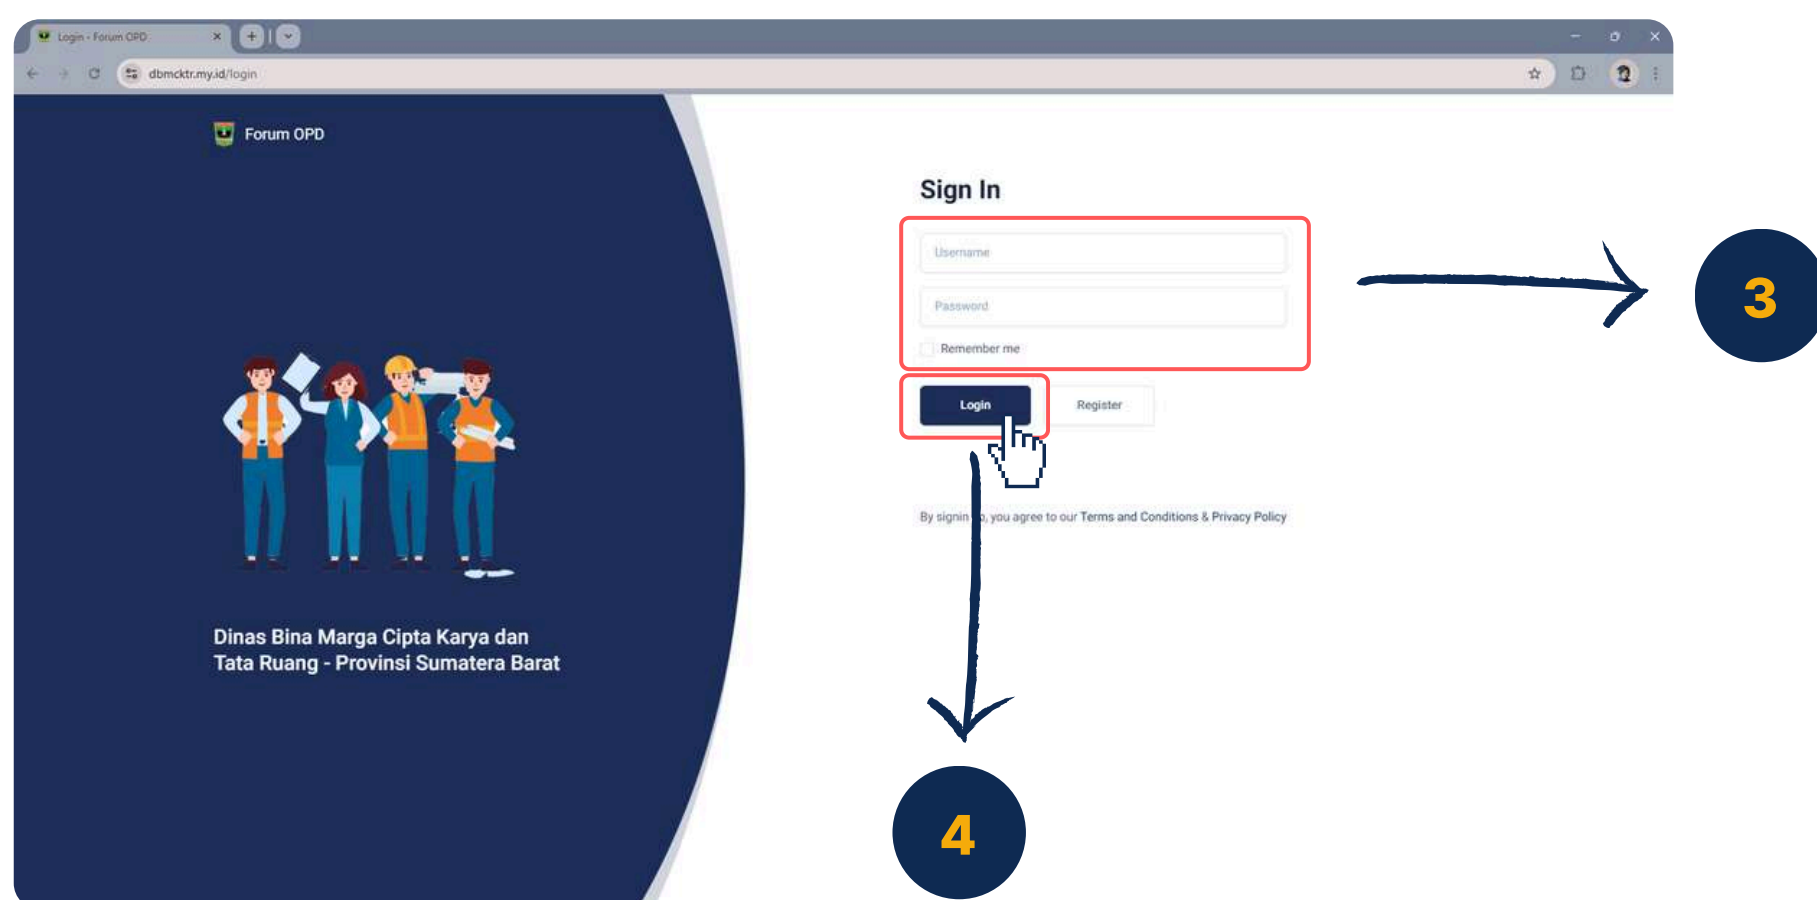 Login - Forum OPD
dbmcktr.my.id/login
Forum OPD
Sign In
Username
Password
Remember me
Login
Register
By signin up, you agree to our Terms and Conditions & Privacy Policy
Dinas Bina Marga Cipta Karya dan
Tata Ruang - Provinsi Sumatera Barat
3
4